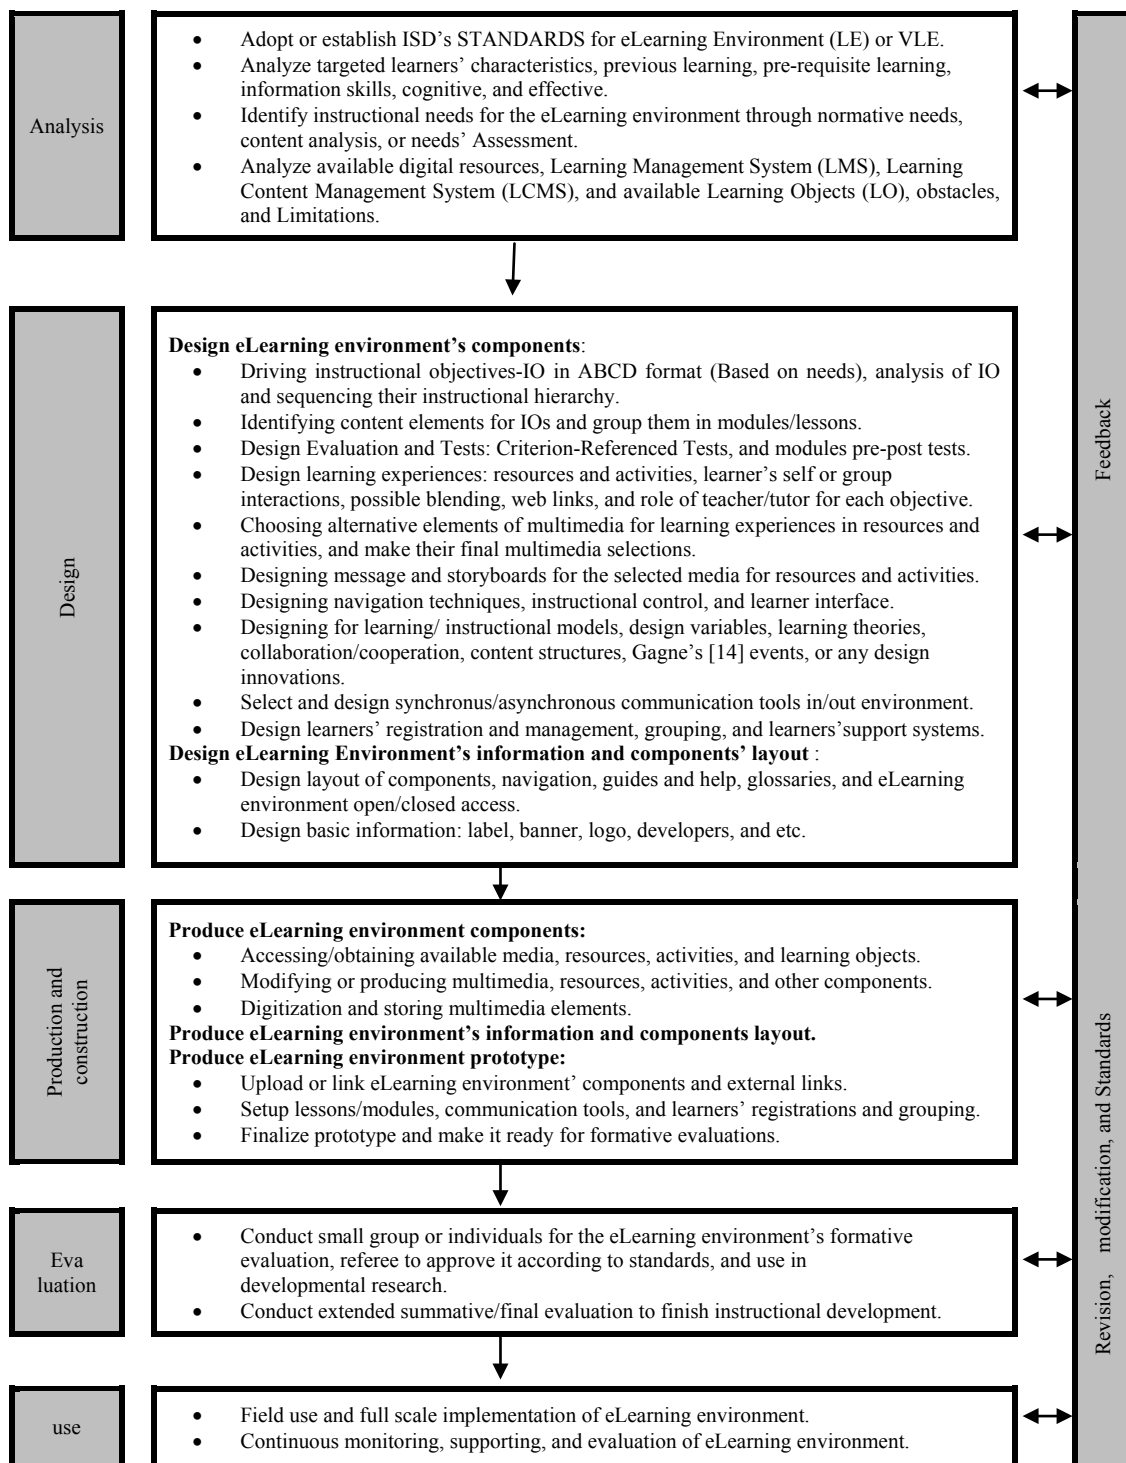 Analysis
• Adopt or establish ISD’s STANDARDS for eLearning Environment (LE) or VLE.
• Analyze targeted learners’ characteristics, previous learning, pre-requisite learning,
information skills, cognitive, and effective.
• Identify instructional needs for the eLearning environment through normative needs,
content analysis, or needs’ Assessment.
• Analyze available digital resources, Learning Management System (LMS), Learning
Content Management System (LCMS), and available Learning Objects (LO), obstacles,
and Limitations.
Design
Design eLearning environment’s components:
• Driving instructional objectives-IO in ABCD format (Based on needs), analysis of IO
and sequencing their instructional hierarchy.
• Identifying content elements for IOs and group them in modules/lessons.
• Design Evaluation and Tests: Criterion-Referenced Tests, and modules pre-post tests.
• Design learning experiences: resources and activities, learner’s self or group
interactions, possible blending, web links, and role of teacher/tutor for each objective.
• Choosing alternative elements of multimedia for learning experiences in resources and
activities, and make their final multimedia selections.
• Designing message and storyboards for the selected media for resources and activities.
• Designing navigation techniques, instructional control, and learner interface.
• Designing for learning/ instructional models, design variables, learning theories,
collaboration/cooperation, content structures, Gagne’s [14] events, or any design
innovations.
• Select and design synchronus/asynchronous communication tools in/out environment.
• Design learners’ registration and management, grouping, and learners’support systems.
Design eLearning Environment’s information and components’ layout :
• Design layout of components, navigation, guides and help, glossaries, and eLearning
environment open/closed access.
• Design basic information: label, banner, logo, developers, and etc.
Production and
construction
Produce eLearning environment components:
• Accessing/obtaining available media, resources, activities, and learning objects.
• Modifying or producing multimedia, resources, activities, and other components.
• Digitization and storing multimedia elements.
Produce eLearning environment’s information and components layout.
Produce eLearning environment prototype:
• Upload or link eLearning environment’ components and external links.
• Setup lessons/modules, communication tools, and learners’ registrations and grouping.
• Finalize prototype and make it ready for formative evaluations.
Eva
luation
• Conduct small group or individuals for the eLearning environment’s formative
evaluation, referee to approve it according to standards, and use in
developmental research.
• Conduct extended summative/final evaluation to finish instructional development.
use
• Field use and full scale implementation of eLearning environment.
• Continuous monitoring, supporting, and evaluation of eLearning environment.
Revision, modification, and Standards Feedback